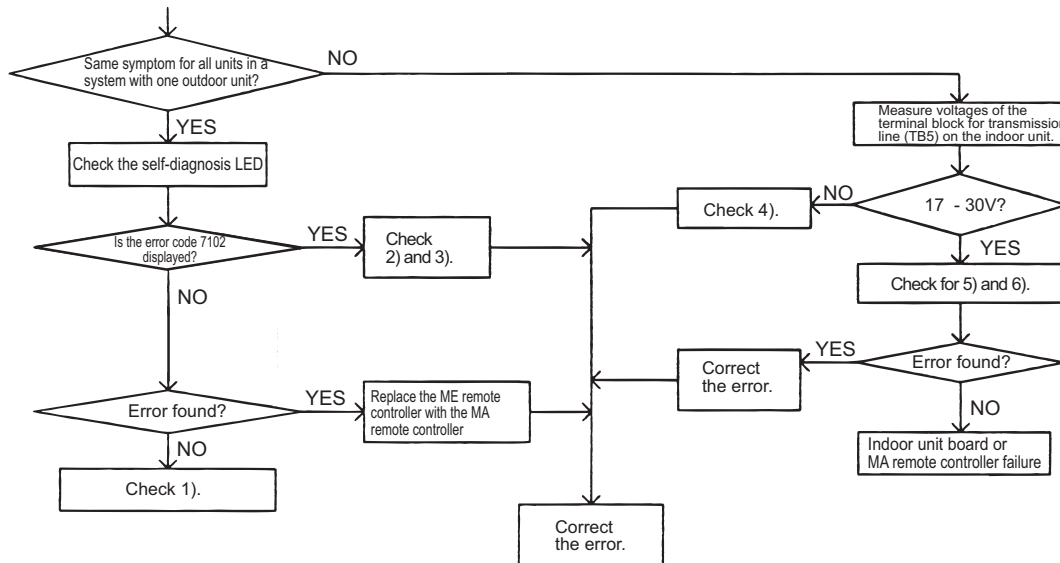 Same symptom for all units in a
system with one outdoor unit?
NO
YES
Measure voltages of the
terminal block for transmission
line (TB5) on the indoor unit.
Check the self-diagnosis LED
17 - 30V?
NO
Check 4).
YES
Is the error code 7102
displayed?
YES
Check
2) and 3).
NO
Check for 5) and 6).
Error found?
YES
Correct
the error.
NO
Indoor unit board or
MA remote controller failure
Error found?
YES
Replace the ME remote
controller with the MA
remote controller
NO
Check 1).
Correct
the error.